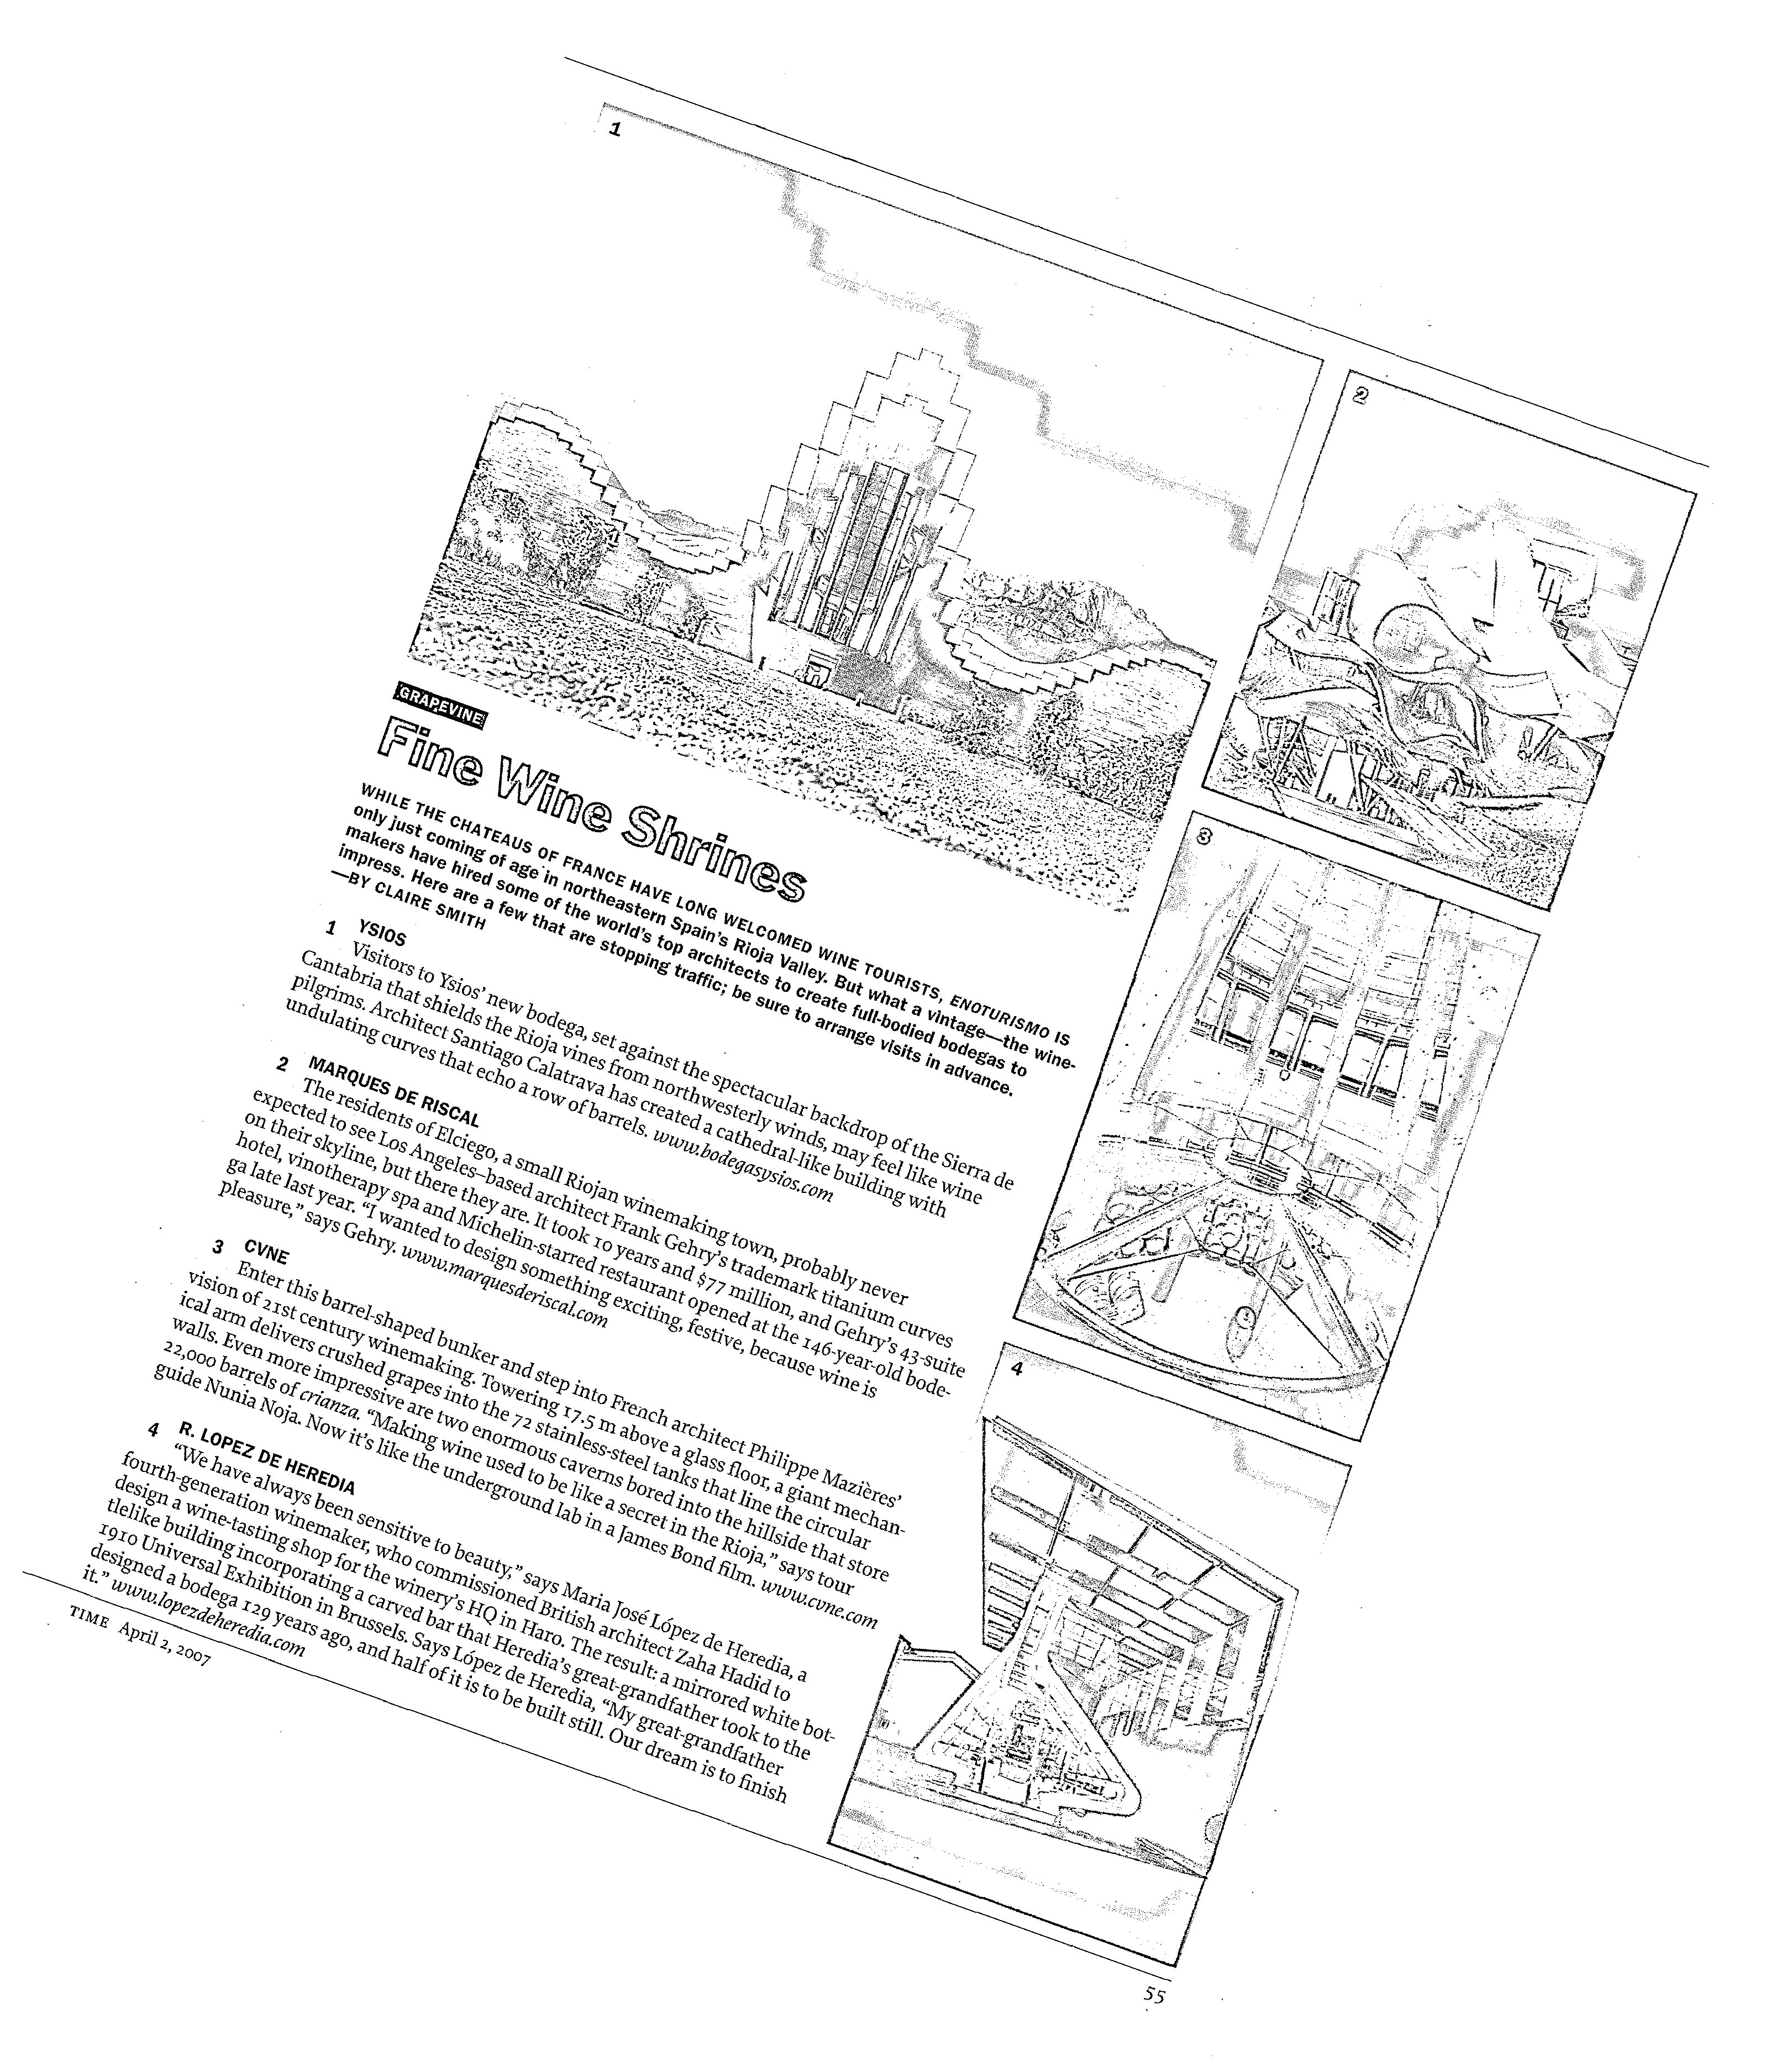 1
2
3
4
GRAPEVINE
Fine Wine Shrines
WHILE THE CHATEAUS OF FRANCE HAVE LONG WELCOMED WINE TOURISTS, ENOTURISMO IS
only just coming of age in northeastern Spain's Rioja Valley. But what a vintage—the wine-
makers have hired some of the world's top architects to create full-bodied bodegas to
impress. Here are a few that are stopping traffic; be sure to arrange visits in advance.
—BY CLAIRE SMITH
1 YSIOS
Visitors to Ysios' new bodega, set against the spectacular backdrop of the Sierra de
Cantabria that shields the Rioja vines from northwesterly winds, may feel like wine
pilgrims. Architect Santiago Calatrava has created a cathedral-like building with
undulating curves that echo a row of barrels. www.bodegasysios.com
2 MARQUES DE RISCAL
The residents of Elciego, a small Riojan winemaking town, probably never
expected to see Los Angeles–based architect Frank Gehry's trademark titanium curves
on their skyline, but there they are. It took 10 years and $77 million, and Gehry's 43-suite
hotel, vinotherapy spa and Michelin-starred restaurant opened at the 146-year-old bode-
ga late last year. "I wanted to design something exciting, festive, because wine is
pleasure," says Gehry. www.marquesderiscal.com
3 CVNE
Enter this barrel-shaped bunker and step into French architect Philippe Mazières'
vision of 21st century winemaking. Towering 17.5 m above a glass floor, a giant mechan-
ical arm delivers crushed grapes into the 72 stainless-steel tanks that line the circular
walls. Even more impressive are two enormous caverns bored into the hillside that store
22,000 barrels of crianza. "Making wine used to be like a secret in the Rioja," says tour
guide Nunia Noja. Now it's like the underground lab in a James Bond film. www.cvne.com
4 R. LOPEZ DE HEREDIA
"We have always been sensitive to beauty," says Maria José López de Heredia, a
fourth-generation winemaker, who commissioned British architect Zaha Hadid to
design a wine-tasting shop for the winery's HQ in Haro. The result: a mirrored white bot-
tlelike building incorporating a carved bar that Heredia's great-grandfather took to the
1910 Universal Exhibition in Brussels. Says López de Heredia, "My great-grandfather
designed a bodega 129 years ago, and half of it is to be built still. Our dream is to finish
it." www.lopezdeheredia.com
TIME April 2, 2007
55